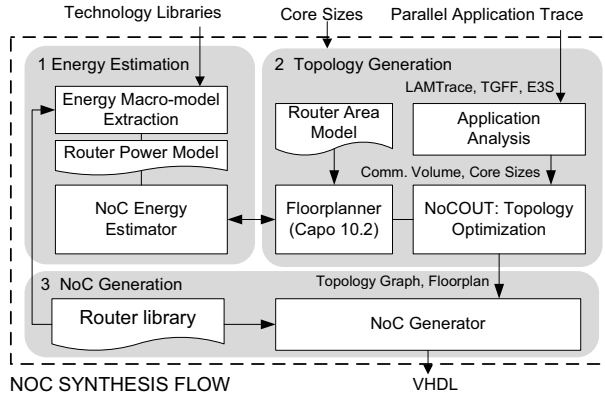 Technology Libraries
Core Sizes
Parallel Application Trace
1 Energy Estimation
Energy Macro-model
Extraction
Router Power Model
NoC Energy
Estimator
2 Topology Generation
LAMTrace, TGFF, E3S
Router Area
Model
Application
Analysis
Comm. Volume, Core Sizes
Floorplanner
(Capo 10.2)
NoCOUT: Topology
Optimization
3 NoC Generation
Topology Graph, Floorplan
Router library
NoC Generator
NOC SYNTHESIS FLOW
VHDL